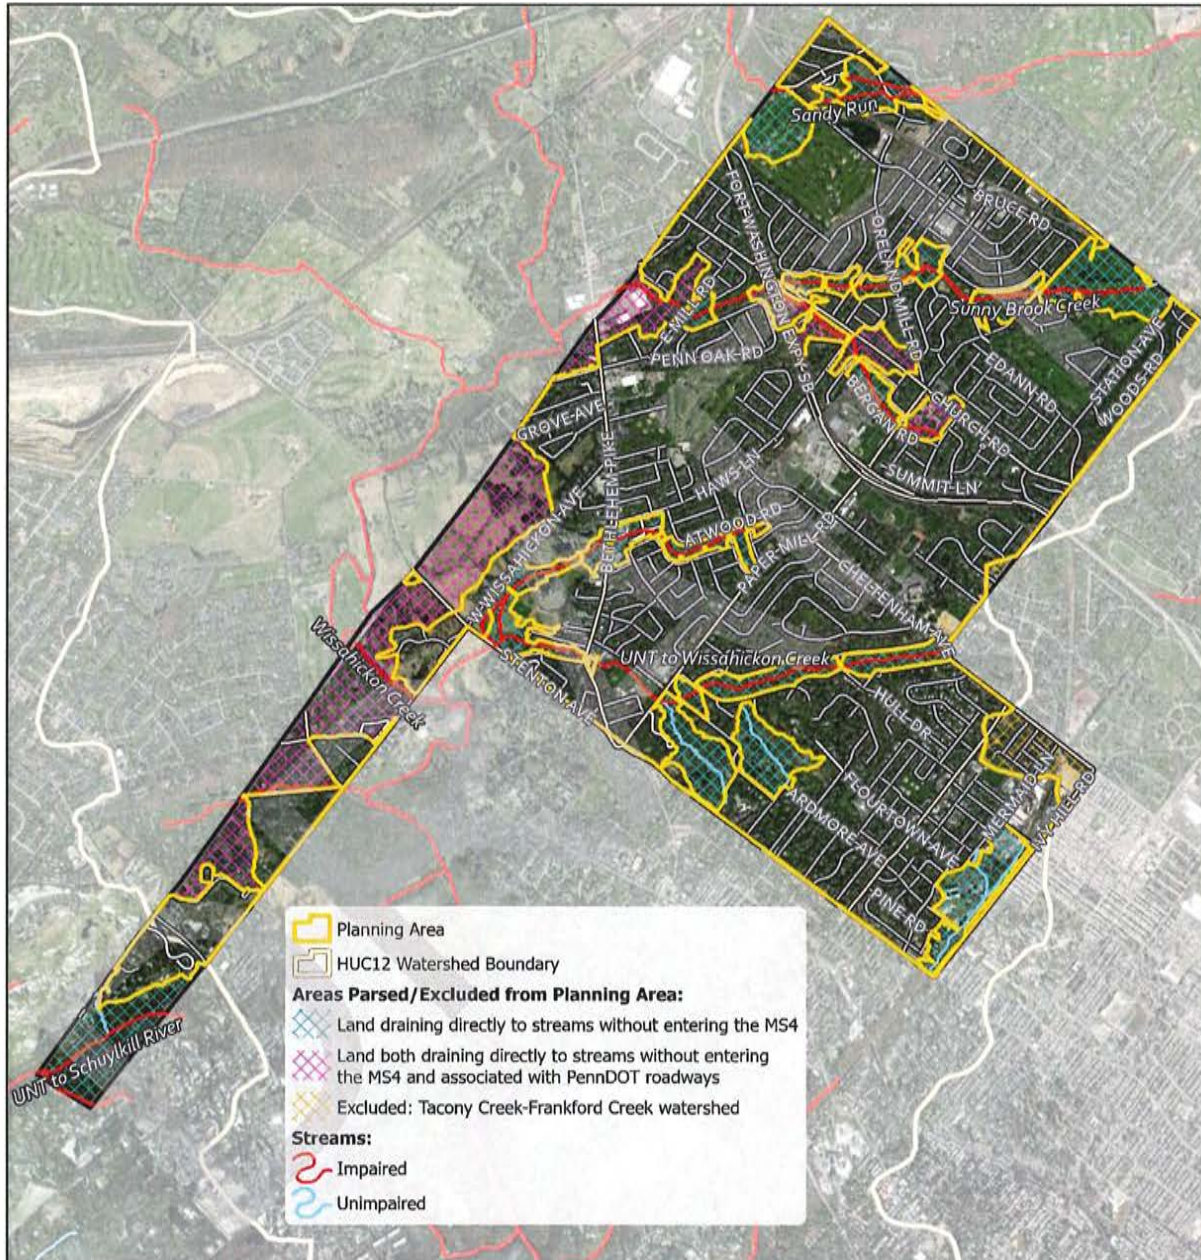 Sandy Run
BRUCE RD
FORT WASHINGTON EXPY SB
ORELAND MILL RD
E-MILL RD
Sunny Brook Creek
PENN OAK-RD
EDANN-RD
STATION-AVE
WOODS-RD
BERGAN RD
CHURCH-RD
GROVE-AVE
BETHLEHEM-PIKE
SUMMIT-LN
HAWS-LN
W-WISSAHICKON-AVE
ATWOOD-RD
PAPER-MILL-RD
CHELTENHAM-AVE
Wissahickon Creek
STENTON-AVE
UNT to Wissahickon Creek
HULL-DR
MERMAID-LN
FLOURTOWN-AVE
ARDMORE-AVE
PINE-RD
UNT to Schuylkill River
Planning Area
HUC12 Watershed Boundary
Areas Parsed/Excluded from Planning Area:
Land draining directly to streams without entering the MS4
Land both draining directly to streams without entering
the MS4 and associated with PennDOT roadways
Excluded: Tacony Creek-Frankford Creek watershed
Streams:
Impaired
Unimpaired